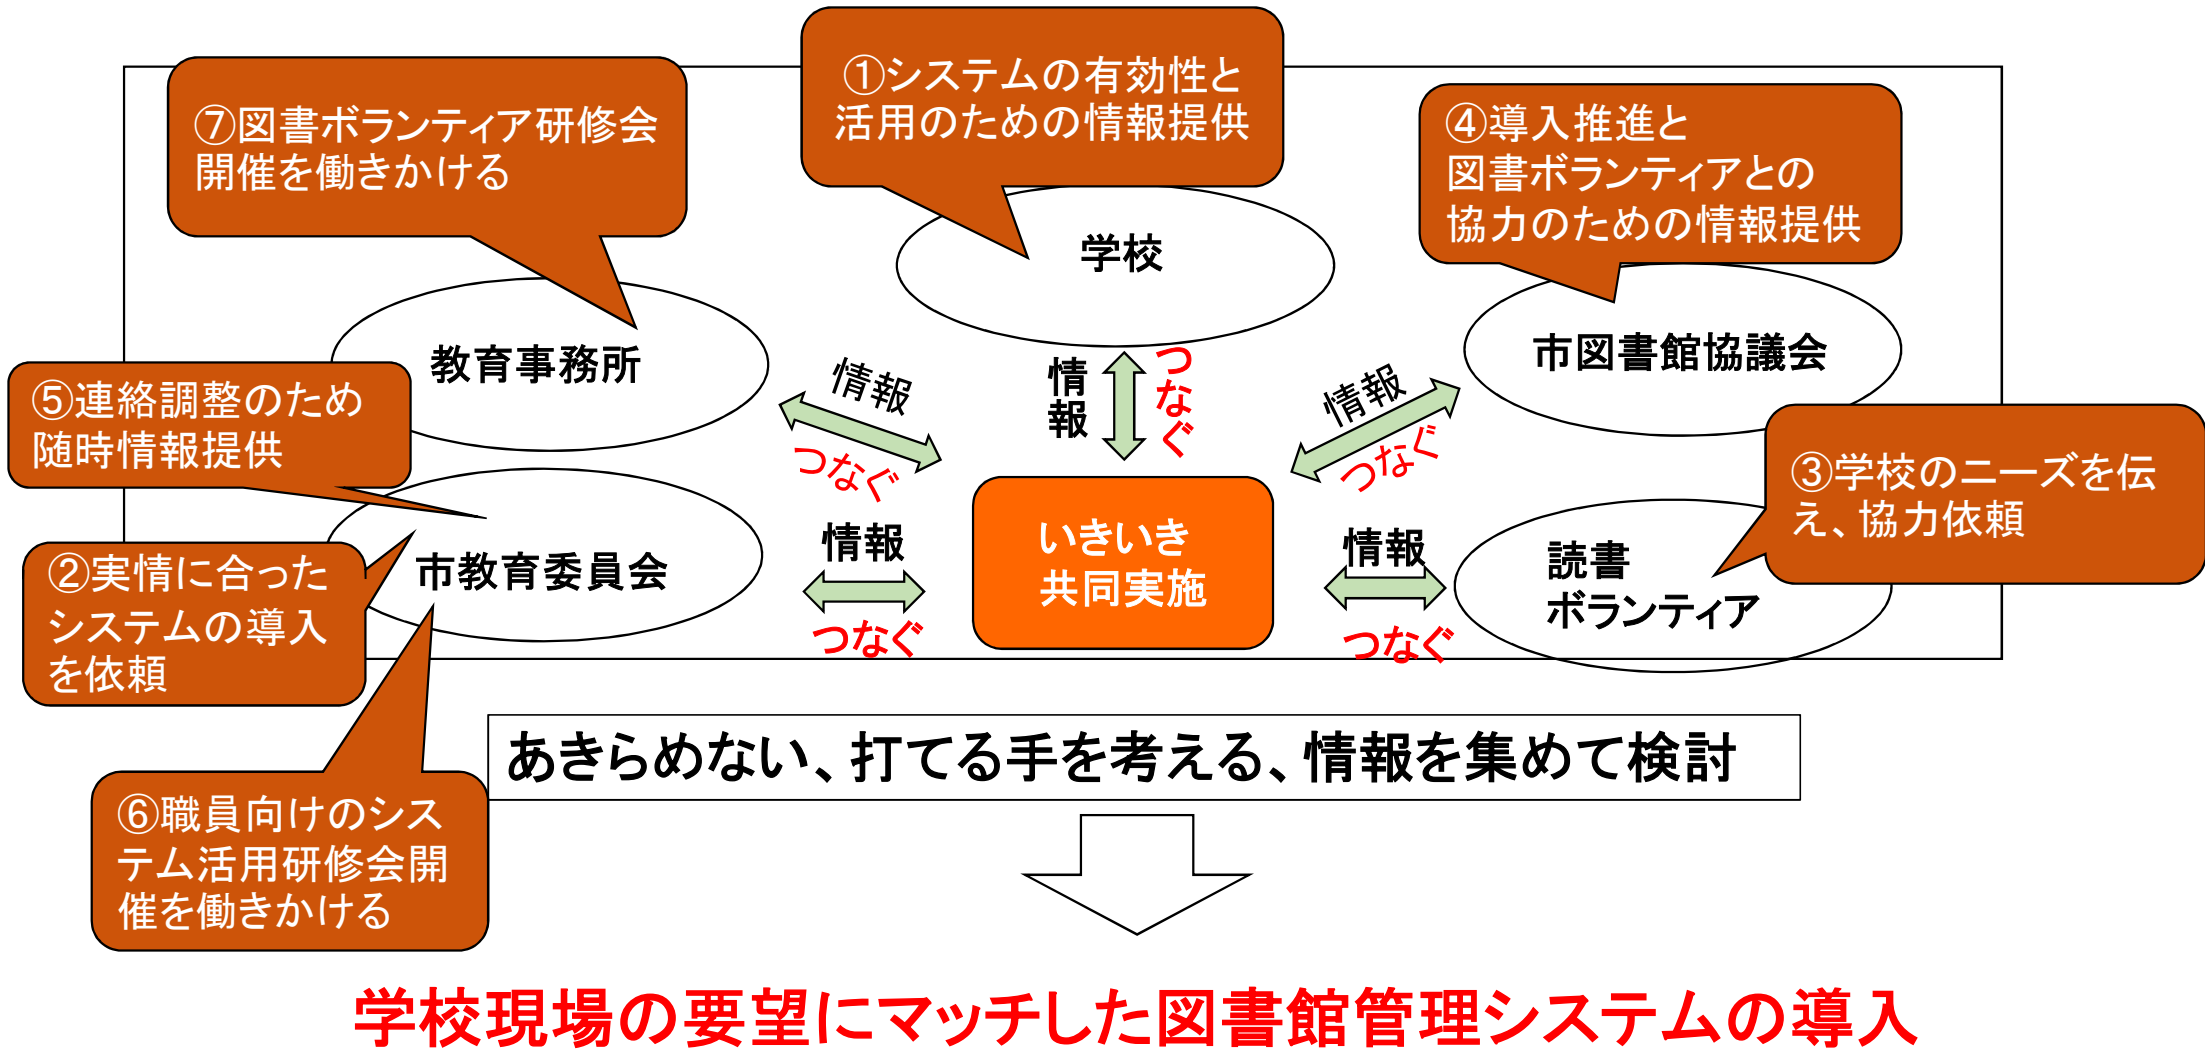 ①システムの有効性と
活用のための情報提供
⑦図書ボランティア研修会
開催を働きかける
④導入推進と
図書ボランティアとの
協力のための情報提供
学校
教育事務所
市図書館協議会
⑤連絡調整のため
随時情報提供
情報
つなぐ
情報
つなぐ
情報
つなぐ
③学校のニーズを伝
え、協力依頼
②実情に合った
システムの導入
を依頼
市教育委員会
情報
つなぐ
いきいき
共同実施
情報
つなぐ
読書
ボランティア
あきらめない、打てる手を考える、情報を集めて検討
⑥職員向けのシス
テム活用研修会開
催を働きかける
学校現場の要望にマッチした図書館管理システムの導入